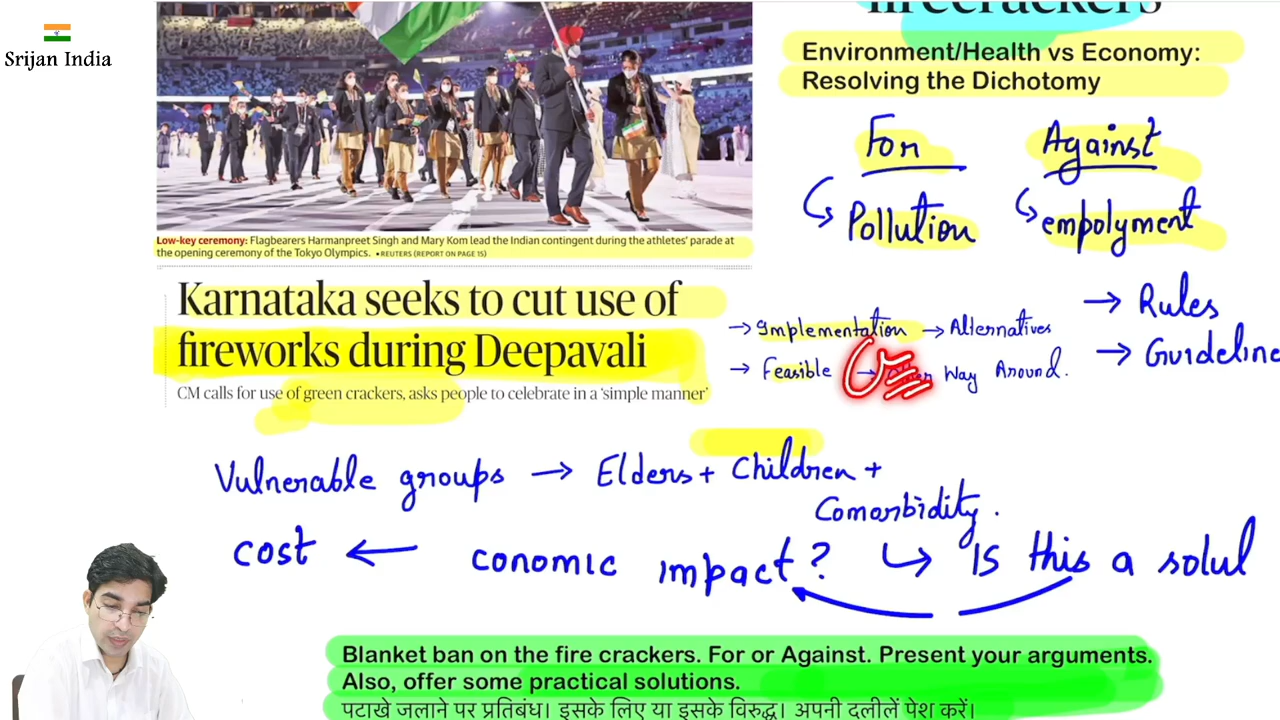 Srijan India
firecrackers
Environment/Health vs Economy:
Resolving the Dichotomy
For
Against
Pollution
empolyment
Low-key ceremony: Flagbearers Harmanpreet Singh and Mary Kom lead the Indian contingent during the athletes' parade at
the opening ceremony of the Tokyo Olympics. •REUTERS (REPORT ON PAGE 15)
Karnataka seeks to cut use of
fireworks during Deepavali
CM calls for use of green crackers, asks people to celebrate in a 'simple manner'
→ Implementation → Alternatives
→ Feasible → Way Around.
→ Rules
→ Guideline
Vulnerable groups → Elders + Children +
Comorbidity.
cost ← conomic impact? ↳ Is this a solut
Blanket ban on the fire crackers. For or Against. Present your arguments.
Also, offer some practical solutions.
पटाखे जलाने पर प्रतिबंध। इसके लिए या इसके विरुद्ध। अपनी दलीलें पेश करें।